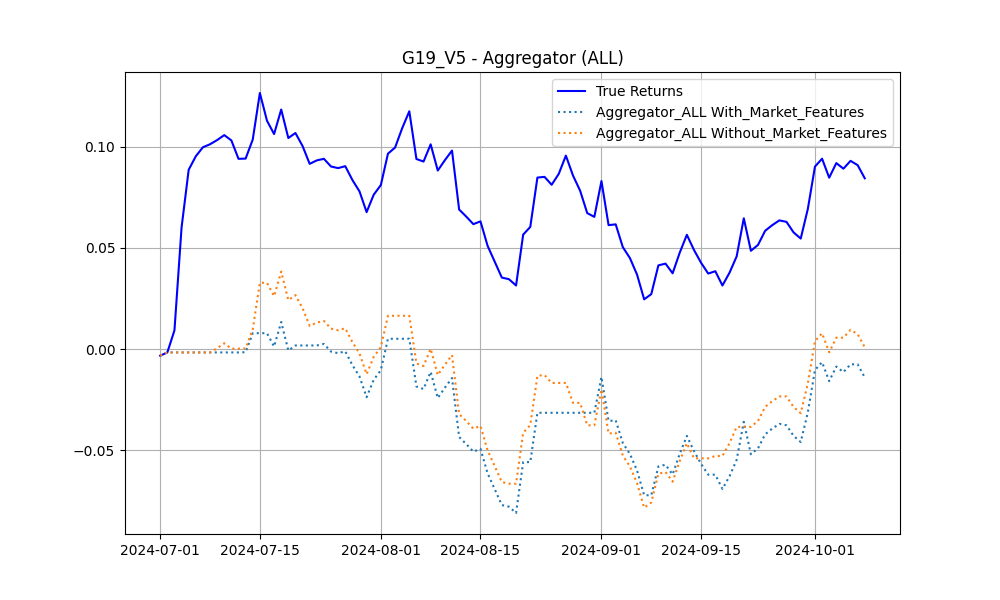 G19_V5 - Aggregator (ALL)
True Returns
Aggregator_ALL With_Market_Features
Aggregator_ALL Without_Market_Features
0.10
0.05
0.00
−0.05
2024-07-01 2024-07-15 2024-08-01 2024-08-15 2024-09-01 2024-09-15 2024-10-01